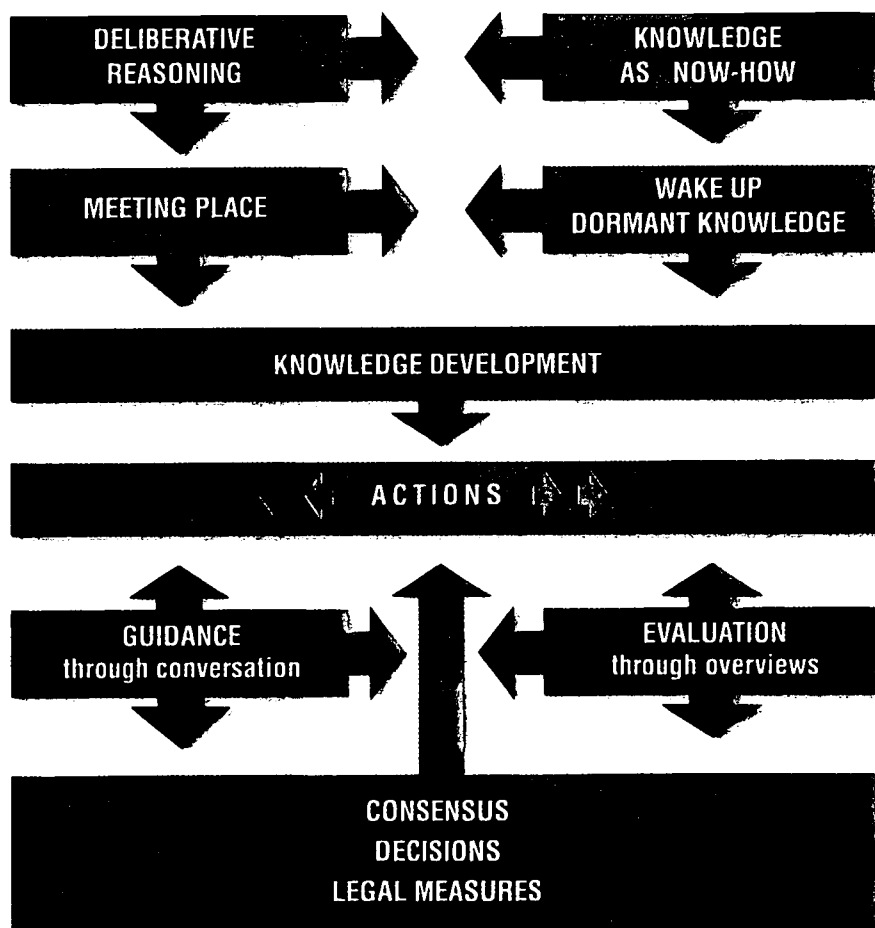 DELIBERATIVE
REASONING
KNOWLEDGE
AS NOW-HOW
MEETING PLACE
WAKE UP
DORMANT KNOWLEDGE
KNOWLEDGE DEVELOPMENT
ACTIONS
GUIDANCE
through conversation
EVALUATION
through overviews
CONSENSUS
DECISIONS
LEGAL MEASURES